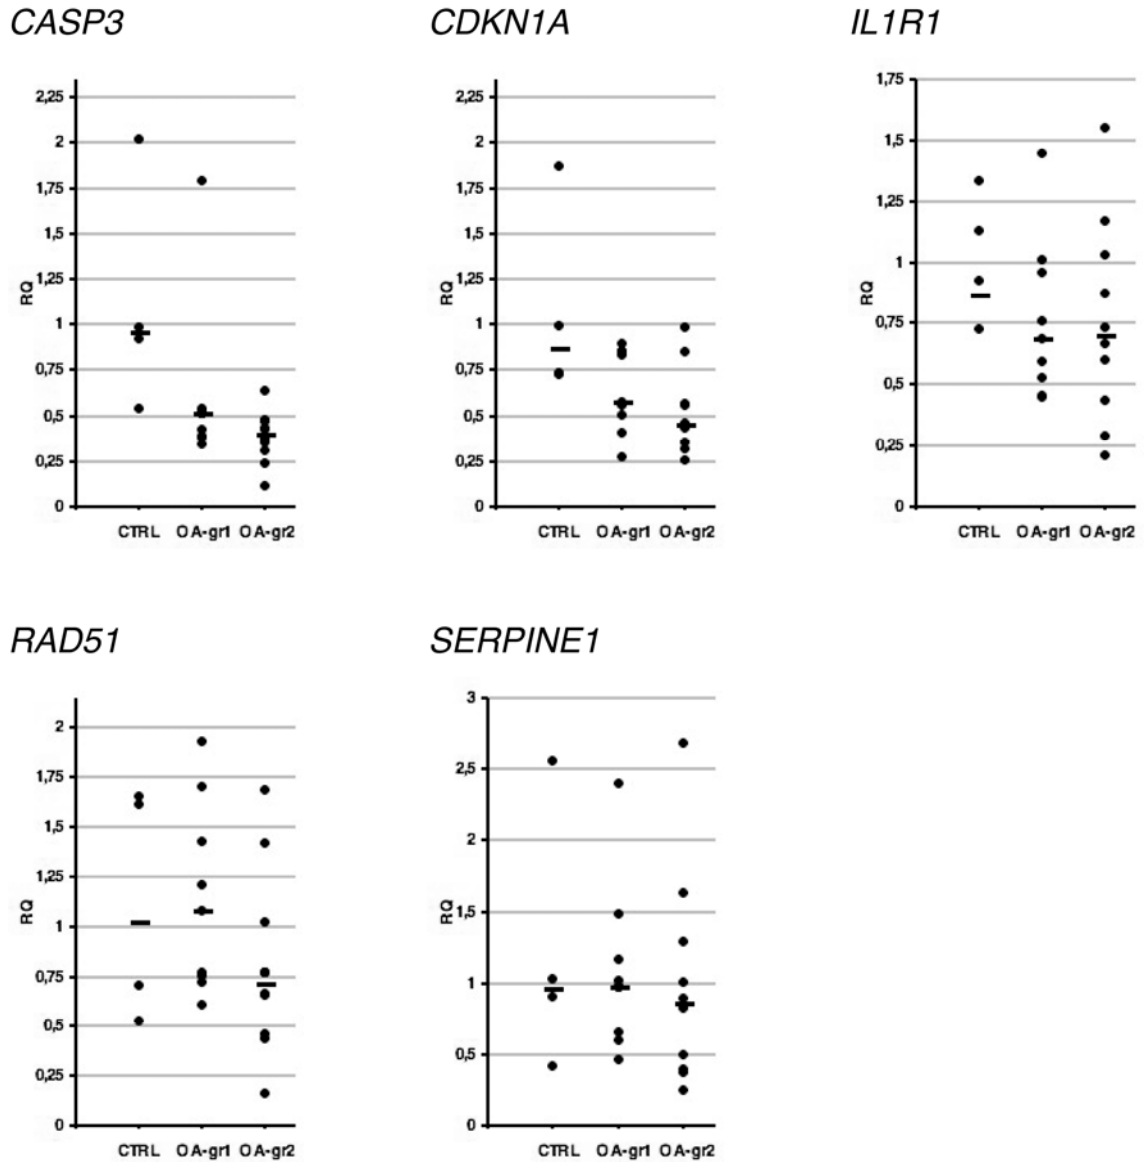 CASP3
CDKN1A
IL1R1
RQ
2,25
2
1,75
1,5
1,25
1
0,75
0,5
0,25
0
CTRL OA-gr1 OA-gr2
RQ
2,25
2
1,75
1,5
1,25
1
0,75
0,5
0,25
0
CTRL OA-gr1 OA-gr2
RQ
1,75
1,5
1,25
1
0,75
0,5
0,25
0
CTRL OA-gr1 OA-gr2
RAD51
SERPINE1
RQ
2
1,75
1,5
1,25
1
0,75
0,5
0,25
0
CTRL OA-gr1 OA-gr2
RQ
3
2,5
2
1,5
1
0,5
0
CTRL OA-gr1 OA-gr2